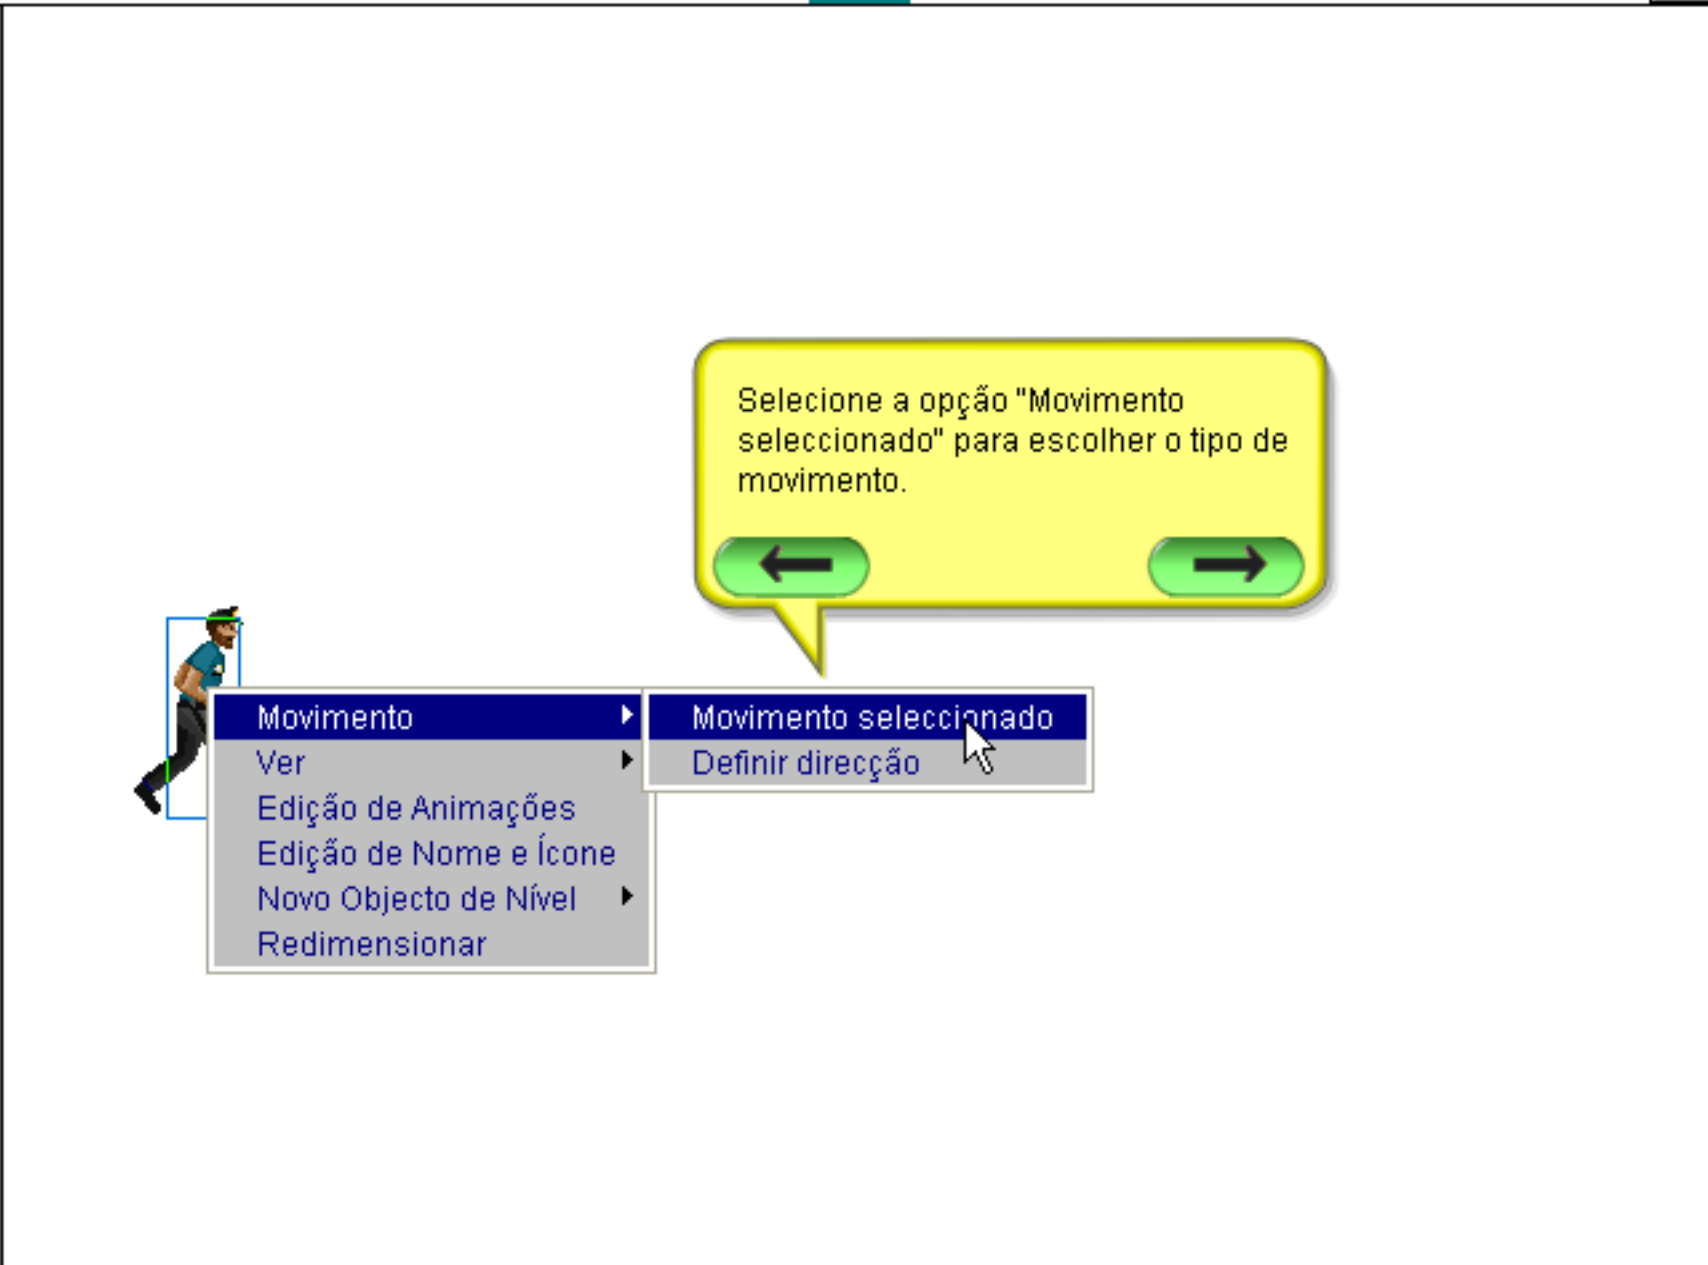 Selecione a opção "Movimento
seleccionado" para escolher o tipo de
movimento.
Movimento
Ver
Edição de Animações
Edição de Nome e Ícone
Novo Objecto de Nível
Redimensionar
Movimento seleccionado
Definir direcção